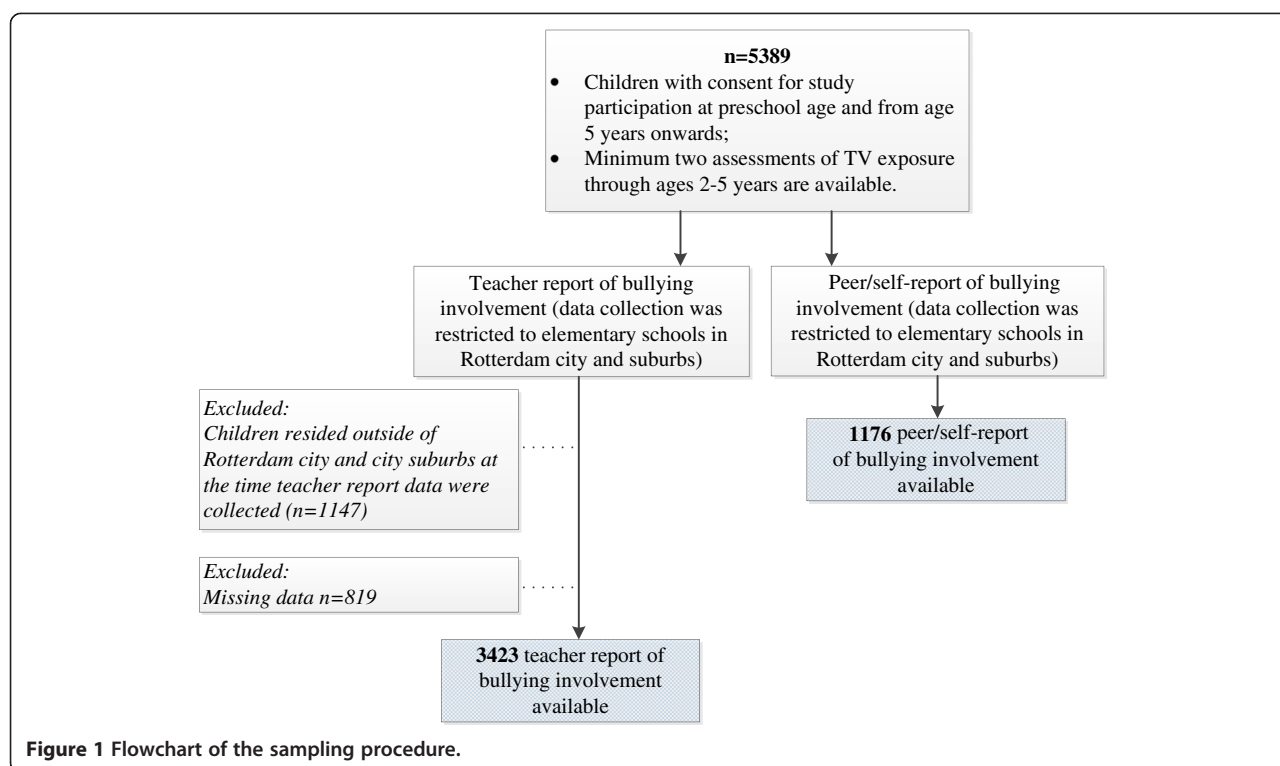 n=5389
• Children with consent for study
participation at preschool age and from age
5 years onwards;
• Minimum two assessments of TV exposure
through ages 2-5 years are available.
Teacher report of bullying
involvement (data collection was
restricted to elementary schools in
Rotterdam city and suburbs)
Peer/self-report of bullying
involvement (data collection was
restricted to elementary schools in
Rotterdam city and suburbs)
Excluded:
Children resided outside of
Rotterdam city and city suburbs at
the time teacher report data were
collected (n=1147)
1176 peer/self-report
of bullying involvement
available
Excluded:
Missing data n=819
3423 teacher report of
bullying involvement
available
Figure 1 Flowchart of the sampling procedure.